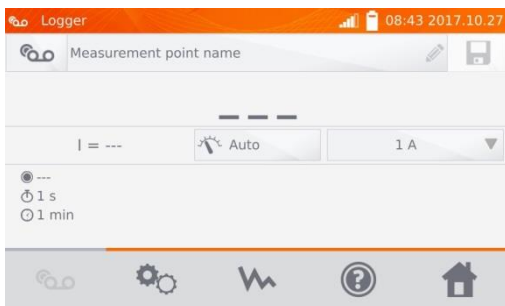 Logger 08:43 2017.10.27
Measurement point name
---
I = --- Auto 1 A
---
1 s
1 min
?